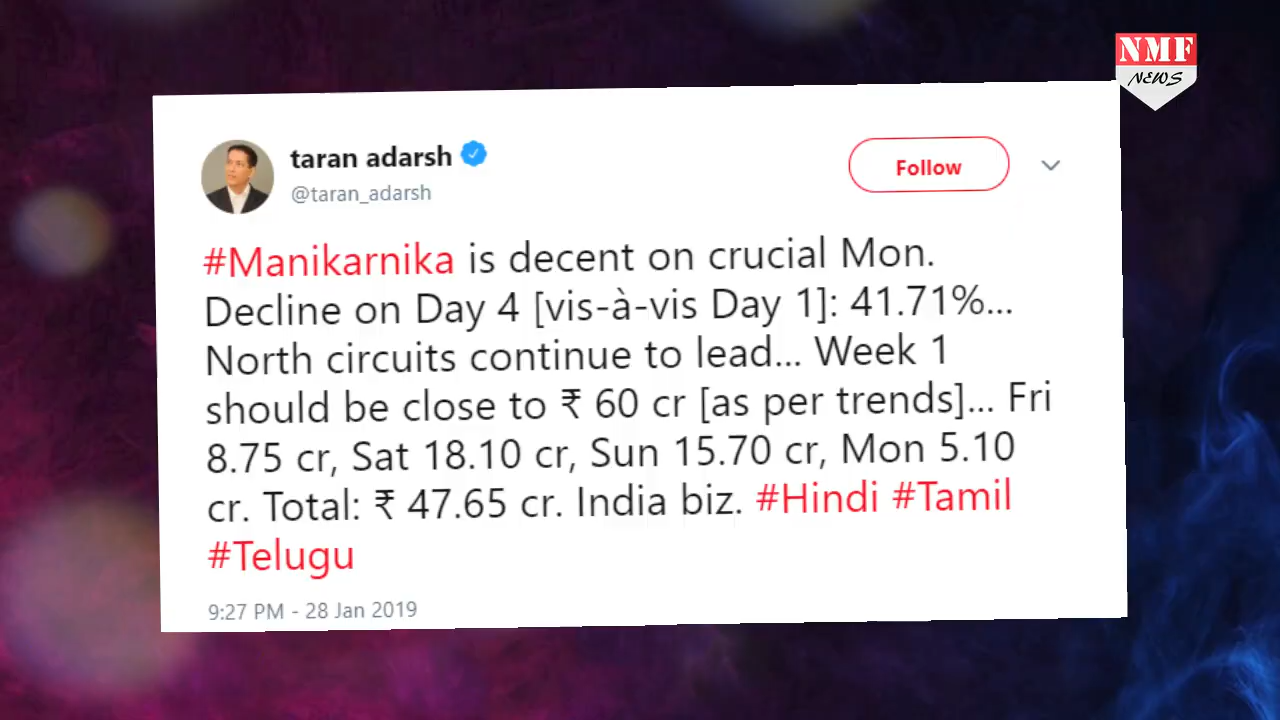 NMF
NEWS
taran adarsh
@taran_adarsh
Follow
#Manikarnika is decent on crucial Mon.
Decline on Day 4 [vis-à-vis Day 1]: 41.71%...
North circuits continue to lead... Week 1
should be close to ₹ 60 cr [as per trends]... Fri
8.75 cr, Sat 18.10 cr, Sun 15.70 cr, Mon 5.10
cr. Total: ₹ 47.65 cr. India biz. #Hindi #Tamil
#Telugu
9:27 PM - 28 Jan 2019